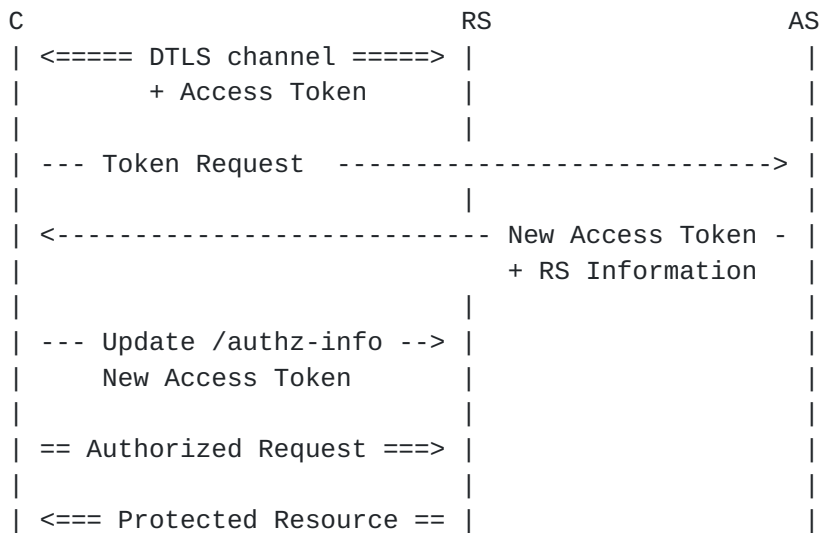 C                            RS                   AS
| <===== DTLS channel =====> |                     |
|        + Access Token      |                     |
|                            |                     |
| --- Token Request  ----------------------------> |
|                            |                     |
| <---------------------------- New Access Token - |
|                               + RS Information   |
|                            |                     |
| --- Update /authz-info --> |                     |
|     New Access Token       |                     |
|                            |                     |
| == Authorized Request ===> |                     |
|                            |                     |
| <=== Protected Resource == |                     |